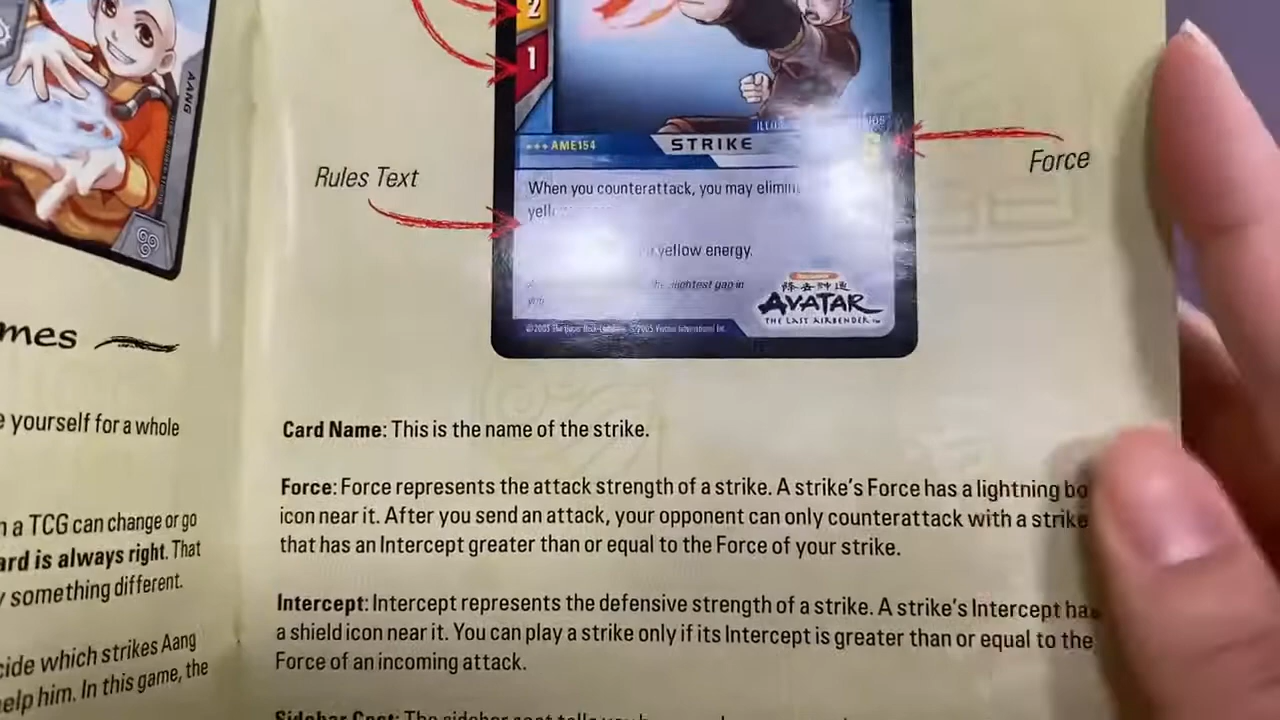 AANG
mes
e yourself for a whole
n a TCG can change or go
ard is always right. That
y something different.
cide which strikes Aang
elp him. In this game, the
2
1
AME154
STRIKE
Rules Text
Force
When you counterattack, you may elimin
yell
yellow energy.
gap in
you
AVATAR
THE LAST AIRBENDER
Card Name: This is the name of the strike.
Force: Force represents the attack strength of a strike. A strike's Force has a lightning bo
icon near it. After you send an attack, your opponent can only counterattack with a strike
that has an Intercept greater than or equal to the Force of your strike.
Intercept: Intercept represents the defensive strength of a strike. A strike's Intercept has
a shield icon near it. You can play a strike only if its Intercept is greater than or equal to the
Force of an incoming attack.